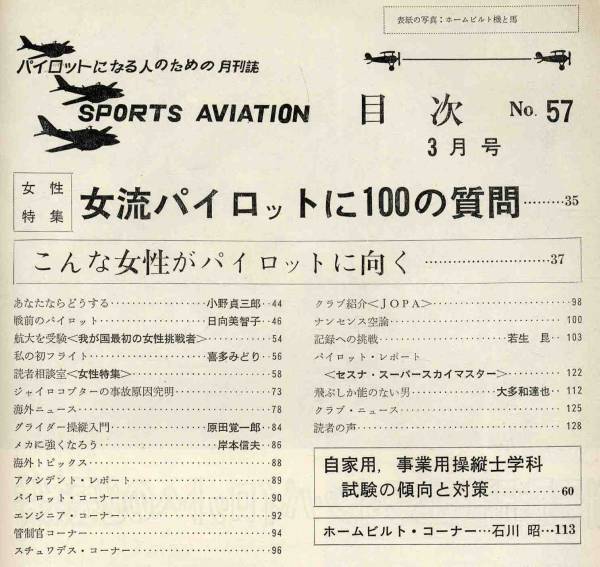 表紙の写真：ホームビルト機と馬
パイロットになる人のための月刊誌
SPORTS AVIATION
目次 No. 57
3月号
女性
特集
女流パイロットに100の質問………35
こんな女性がパイロットに向く……………………37
あなたならどうする……………………小野貞三郎‥44
戦前のパイロット………………………日向美智子‥46
航大を受験＜我が国最初の女性挑戦者＞……………54
私の初フライト…………………………喜多みどり‥56
読者相談室＜女性特集＞………………………………58
ジャイロコプターの事故原因究明……………………73
海外ニュース……………………………………………78
グライダー操縦入門……………………原田覚一郎‥84
メカに強くなろう………………………岸本信夫‥86
海外トピックス…………………………………………88
アクシデント・レポート………………………………89
パイロット・コーナー…………………………………90
エンジニア・コーナー…………………………………92
管制官コーナー…………………………………………94
スチュワデス・コーナー………………………………96
クラブ紹介＜JOPA＞…………………………………98
ナンセンス空論…………………………………………100
記録への挑戦……………………………若生 昆‥103
パイロット・レポート
＜セスナ・スーパースカイマスター＞………………122
飛ぶしか能のない男……………………大多和達也‥112
クラブ・ニュース………………………………………125
読者の声…………………………………………………128
自家用，事業用操縦士学科
試験の傾向と対策…………60
ホームビルト・コーナー…石川 昭…113